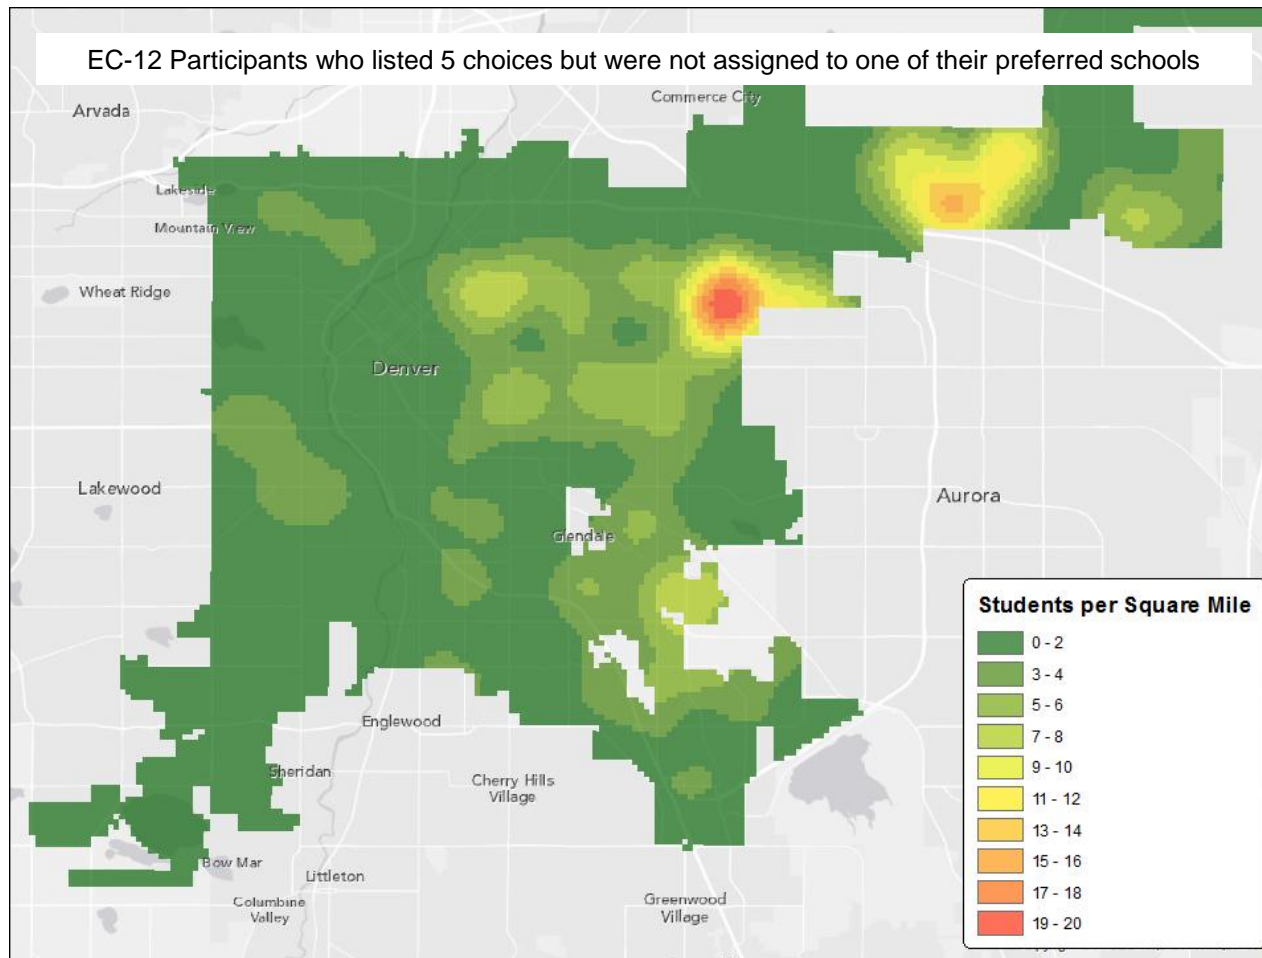 EC-12 Participants who listed 5 choices but were not assigned to one of their preferred schools
Commerce City
Arvada
Lakeside
Mountain View
Wheat Ridge
Denver
Lakewood
Aurora
Glendale
Englewood
Sheridan
Cherry Hills
Village
Bow Mar
Littleton
Columbine
Valley
Greenwood
Village
Students per Square Mile
0 - 2
3 - 4
5 - 6
7 - 8
9 - 10
11 - 12
13 - 14
15 - 16
17 - 18
19 - 20